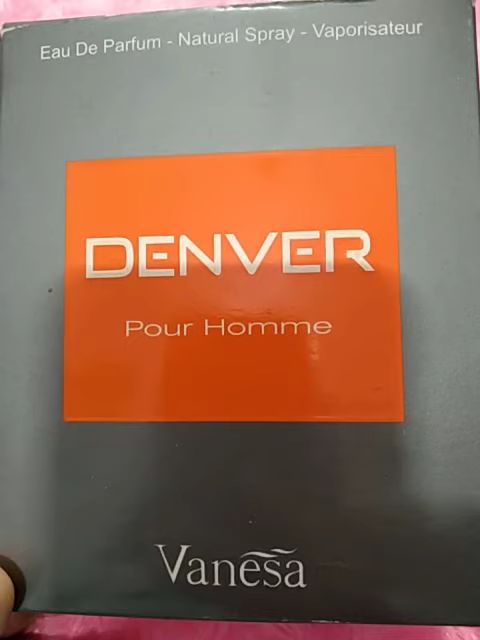 Eau De Parfum - Natural Spray - Vaporisateur
DENVER
Pour Homme
Vanesa